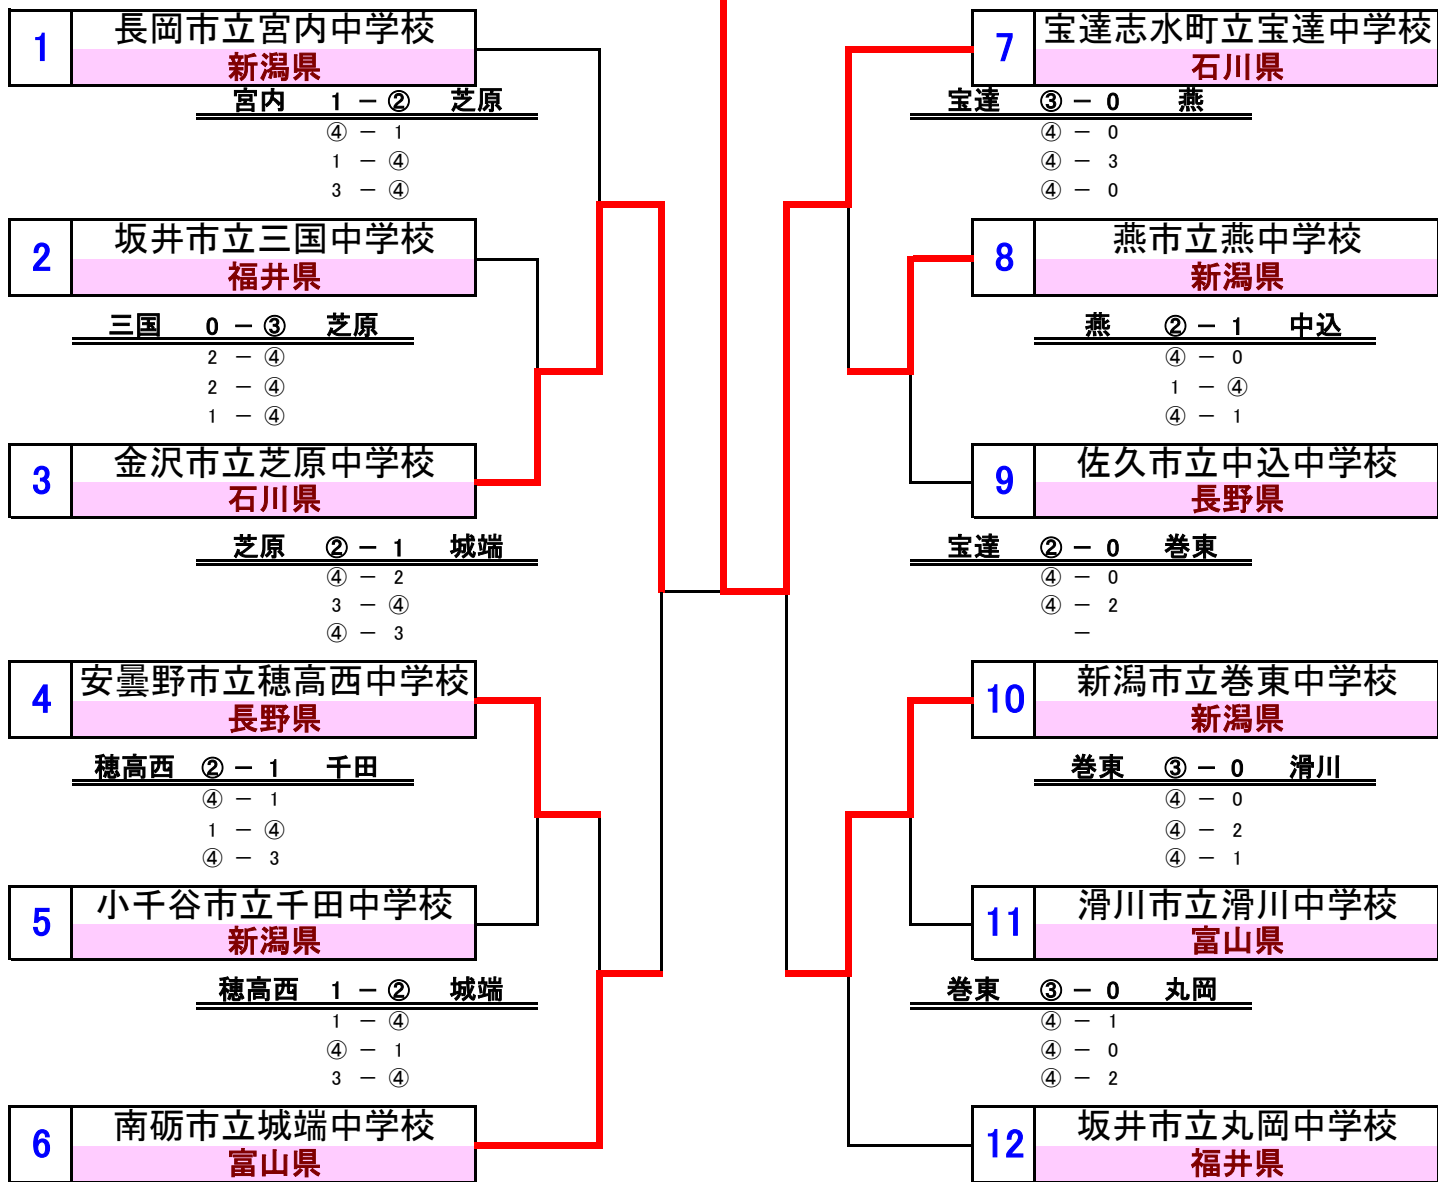 1
長岡市立宮内中学校
新潟県
宮内 1 － ② 芝原
④ － 1
1 － ④
3 － ④
2
坂井市立三国中学校
福井県
三国 0 － ③ 芝原
2 － ④
2 － ④
1 － ④
3
金沢市立芝原中学校
石川県
芝原 ② － 1 城端
④ － 2
3 － ④
④ － 3
4
安曇野市立穂高西中学校
長野県
穂高西 ② － 1 千田
④ － 1
1 － ④
④ － 3
5
小千谷市立千田中学校
新潟県
穂高西 1 － ② 城端
1 － ④
④ － 1
3 － ④
6
南砺市立城端中学校
富山県
7
宝達志水町立宝達中学校
石川県
宝達 ③ － 0 燕
④ － 0
④ － 3
④ － 0
8
燕市立燕中学校
新潟県
燕 ② － 1 中込
④ － 0
1 － ④
④ － 1
9
佐久市立中込中学校
長野県
宝達 ② － 0 巻東
④ － 0
④ － 2
－
10
新潟市立巻東中学校
新潟県
巻東 ③ － 0 滑川
④ － 0
④ － 2
④ － 1
11
滑川市立滑川中学校
富山県
巻東 ③ － 0 丸岡
④ － 1
④ － 0
④ － 2
12
坂井市立丸岡中学校
福井県